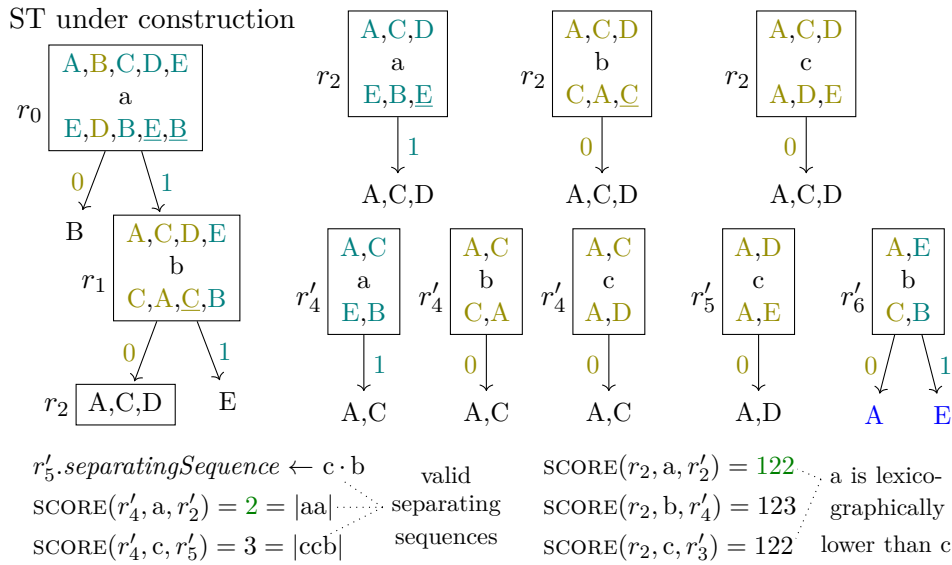 ST under construction
r₀
A,B,C,D,E
a
E,D,B,E,B
0
1
B
r₁
A,C,D,E
b
C,A,C,B
0
1
r₂
A,C,D
E
r₂
A,C,D
a
E,B,E
1
A,C,D
r₂
A,C,D
b
C,A,C
0
A,C,D
r₂
A,C,D
c
A,D,E
0
A,C,D
r′₄
A,C
a
E,B
1
A,C
r′₄
A,C
b
C,A
0
A,C
r′₄
A,C
c
A,D
0
A,C
r′₅
A,D
c
A,E
0
A,D
r′₆
A,E
b
C,B
0
1
A
E
r′₅.separatingSequence ← c · b
SCORE(r′₄, a, r′₂) = 2 = |aa|
SCORE(r′₄, c, r′₅) = 3 = |ccb|
valid
separating
sequences
SCORE(r₂, a, r′₂) = 122
SCORE(r₂, b, r′₄) = 123
SCORE(r₂, c, r′₃) = 122
a is lexico-
graphically
lower than c